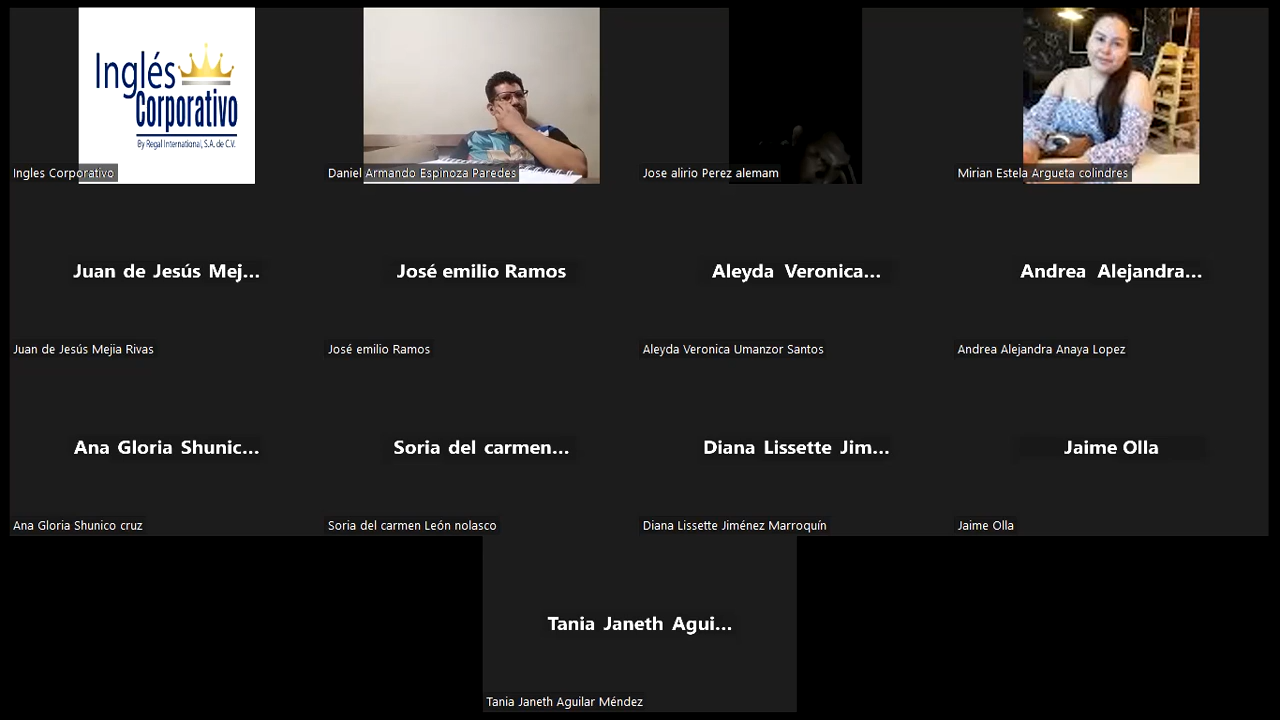 Inglés
Corporativo
By Regal International, S.A. de C.V.
Ingles Corporativo
Daniel Armando Espinoza Paredes
Jose alirio Perez alemam
Mirian Estela Argueta colindres
Juan de Jesús Mej...
José emilio Ramos
Aleyda Veronica...
Andrea Alejandra...
Juan de Jesús Mejia Rivas
José emilio Ramos
Aleyda Veronica Umanzor Santos
Andrea Alejandra Anaya Lopez
Ana Gloria Shunic...
Soria del carmen...
Diana Lissette Jim...
Jaime Olla
Ana Gloria Shunico cruz
Soria del carmen León nolasco
Diana Lissette Jiménez Marroquín
Jaime Olla
Tania Janeth Agui...
Tania Janeth Aguilar Méndez